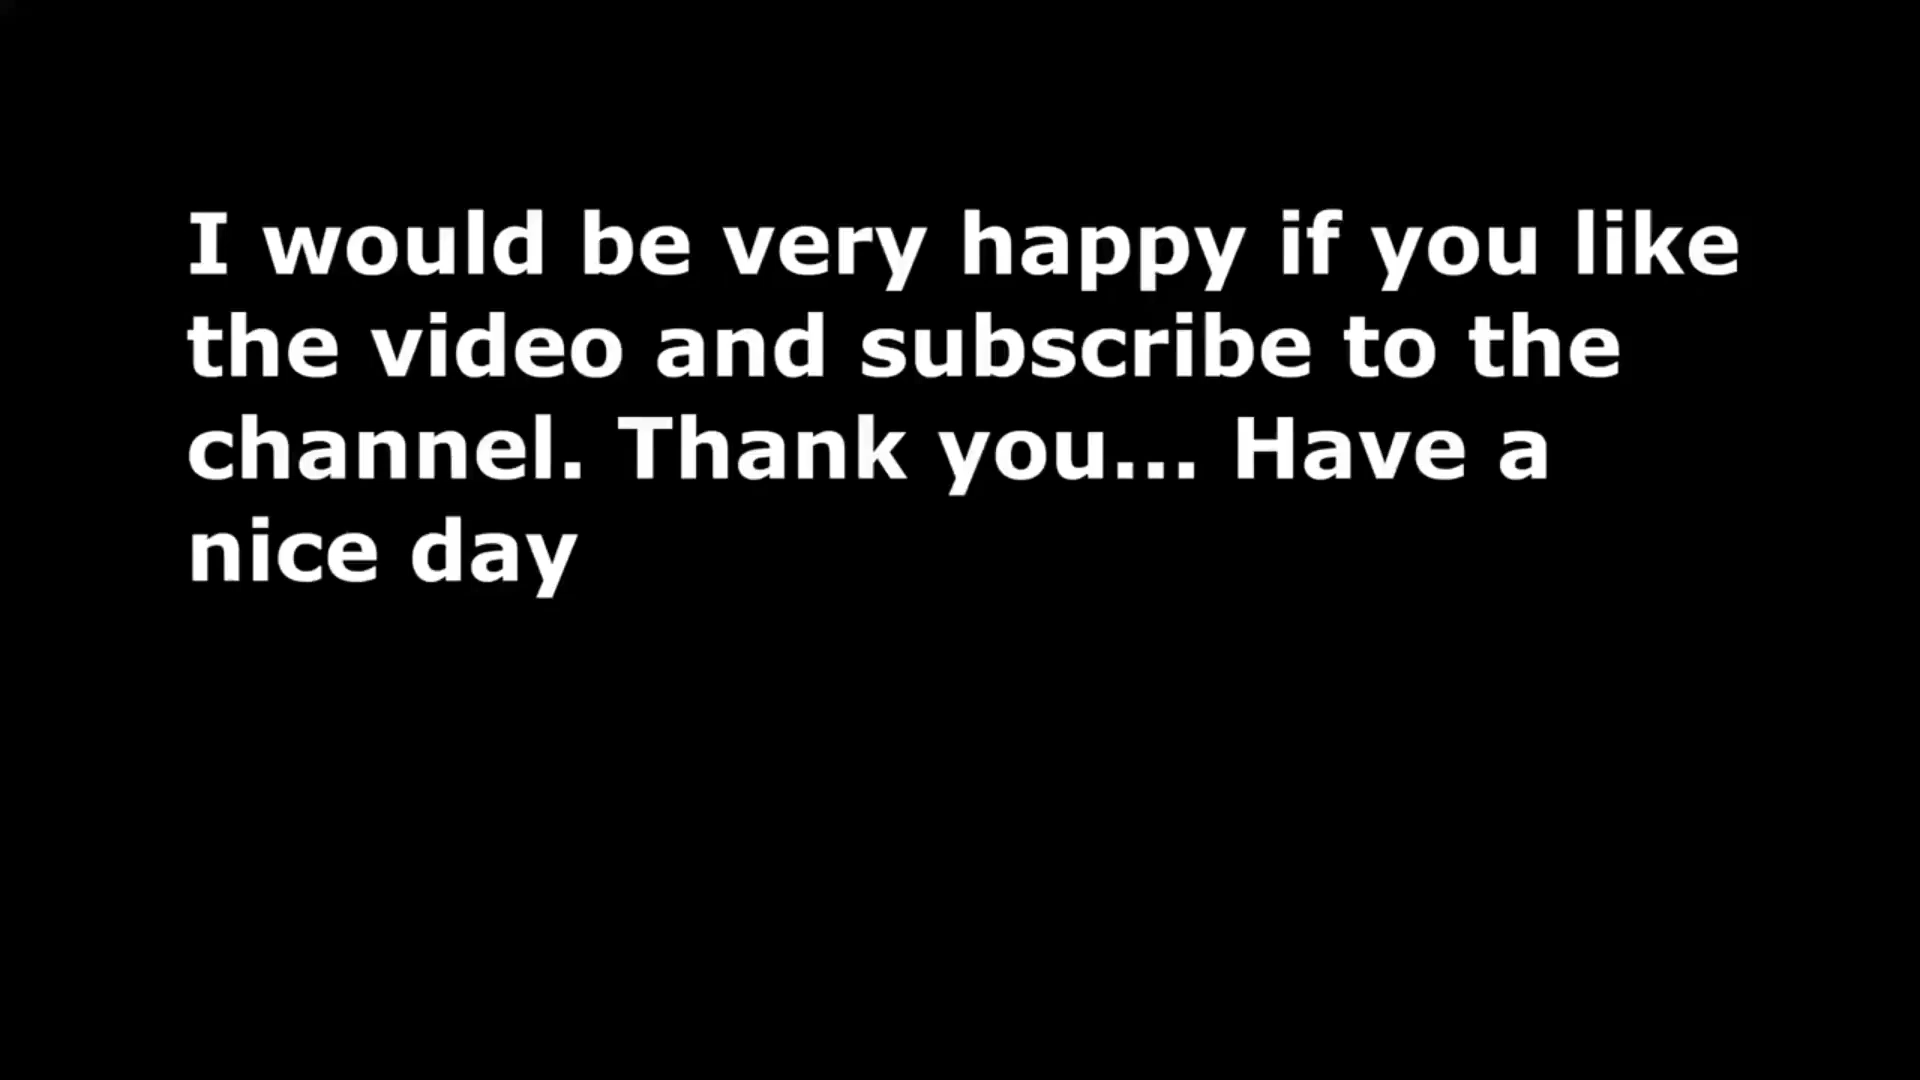 I would be very happy if you like
the video and subscribe to the
channel. Thank you... Have a
nice day